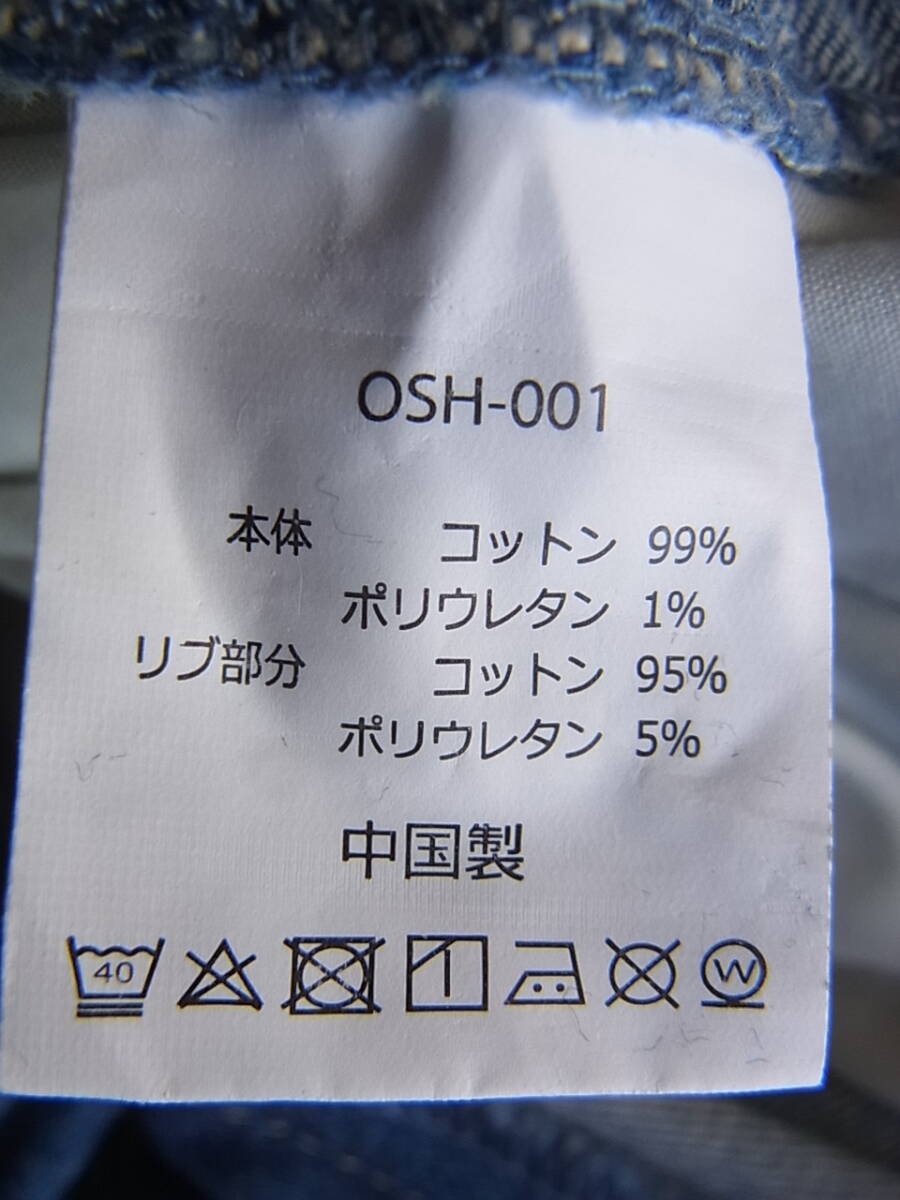 OSH-001
本体 コットン 99%
ポリウレタン 1%
リブ部分 コットン 95%
ポリウレタン 5%
中国製
40 W